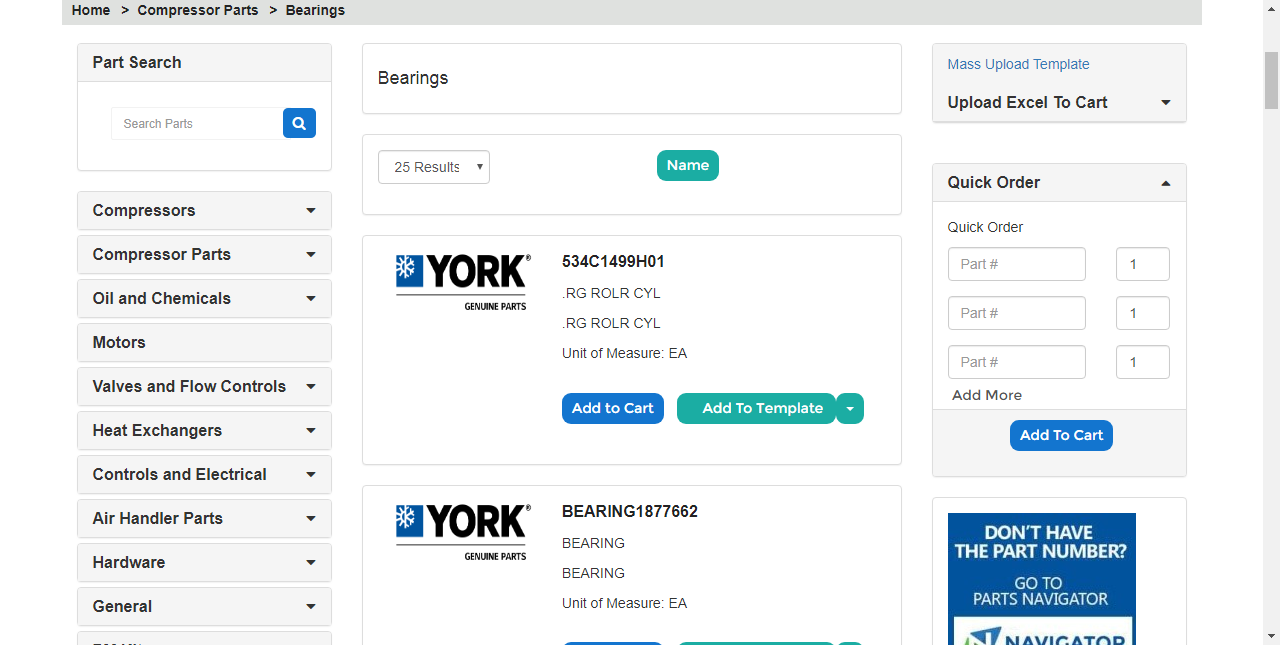 Home > Compressor Parts > Bearings
Part Search
Search Parts
Compressors
Compressor Parts
Oil and Chemicals
Motors
Valves and Flow Controls
Heat Exchangers
Controls and Electrical
Air Handler Parts
Hardware
General
Bearings
25 Results
Name
YORK®
GENUINE PARTS
534C1499H01
.RG ROLR CYL
.RG ROLR CYL
Unit of Measure: EA
Add to Cart
Add To Template
YORK®
GENUINE PARTS
BEARING1877662
BEARING
BEARING
Unit of Measure: EA
Mass Upload Template
Upload Excel To Cart
Quick Order
Quick Order
Part # 1
Part # 1
Part # 1
Add More
Add To Cart
DON'T HAVE
THE PART NUMBER?
GO TO
PARTS NAVIGATOR
NAVIGATOR